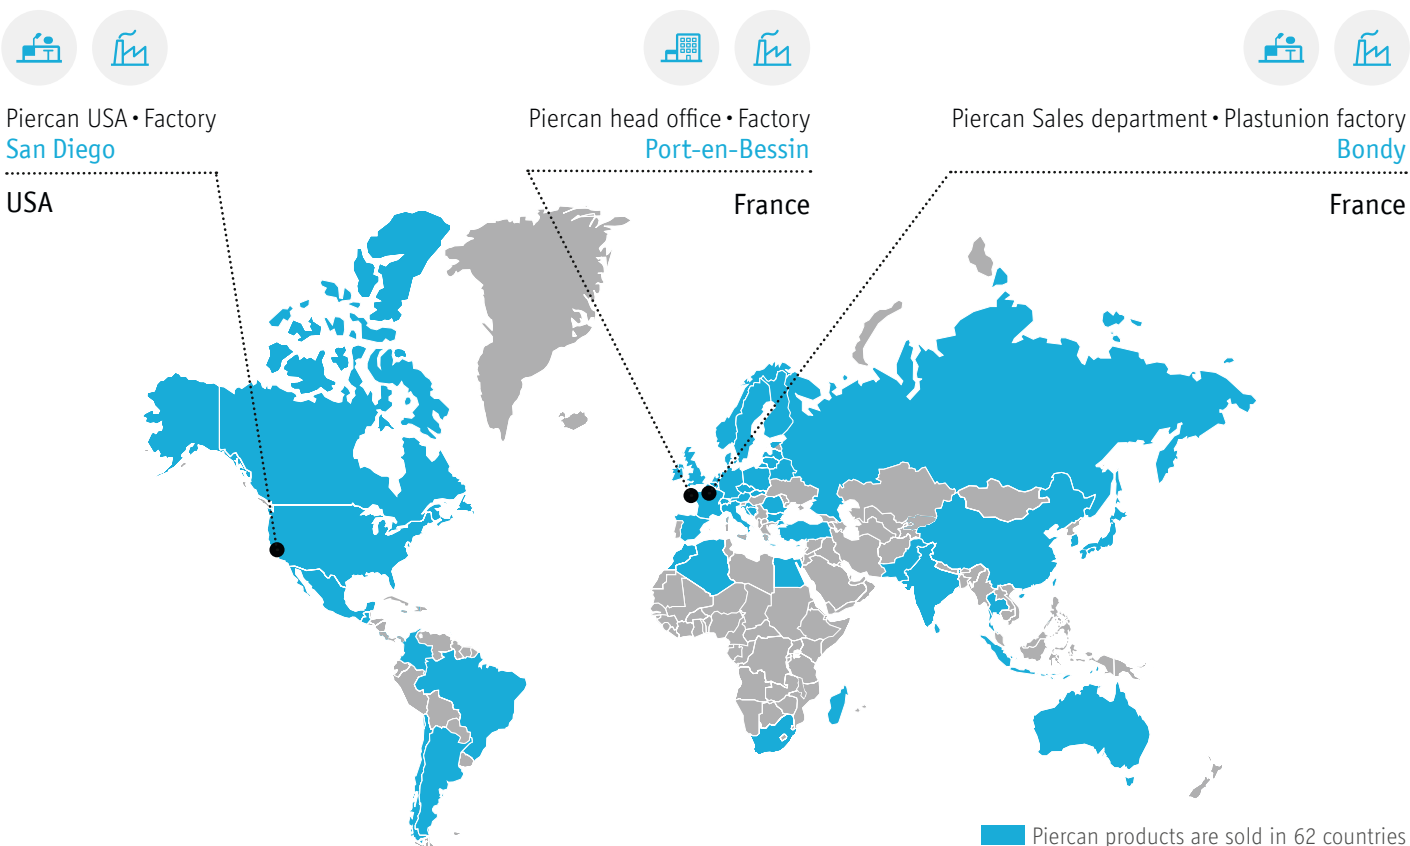 Piercan USA • Factory
San Diego
USA
Piercan head office • Factory
Port-en-Bessin
France
Piercan Sales department • Plastunion factory
Bondy
France
Piercan products are sold in 62 countries